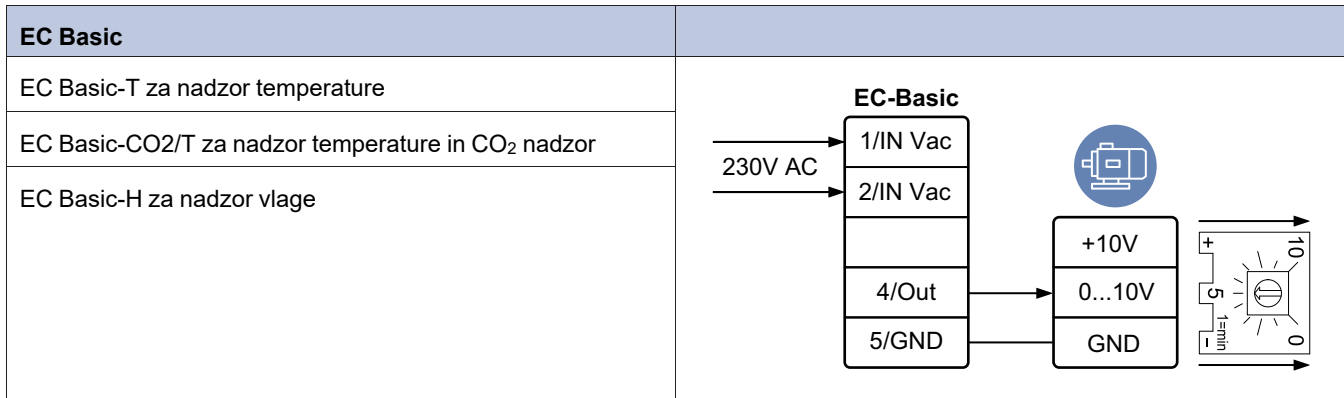 EC Basic
EC Basic-T za nadzor temperature
EC Basic-CO2/T za nadzor temperature in CO₂ nadzor
EC Basic-H za nadzor vlage
EC-Basic
230V AC
1/IN Vac
2/IN Vac
4/Out
5/GND
+10V
0...10V
GND
+
5
-
1=min
10
0